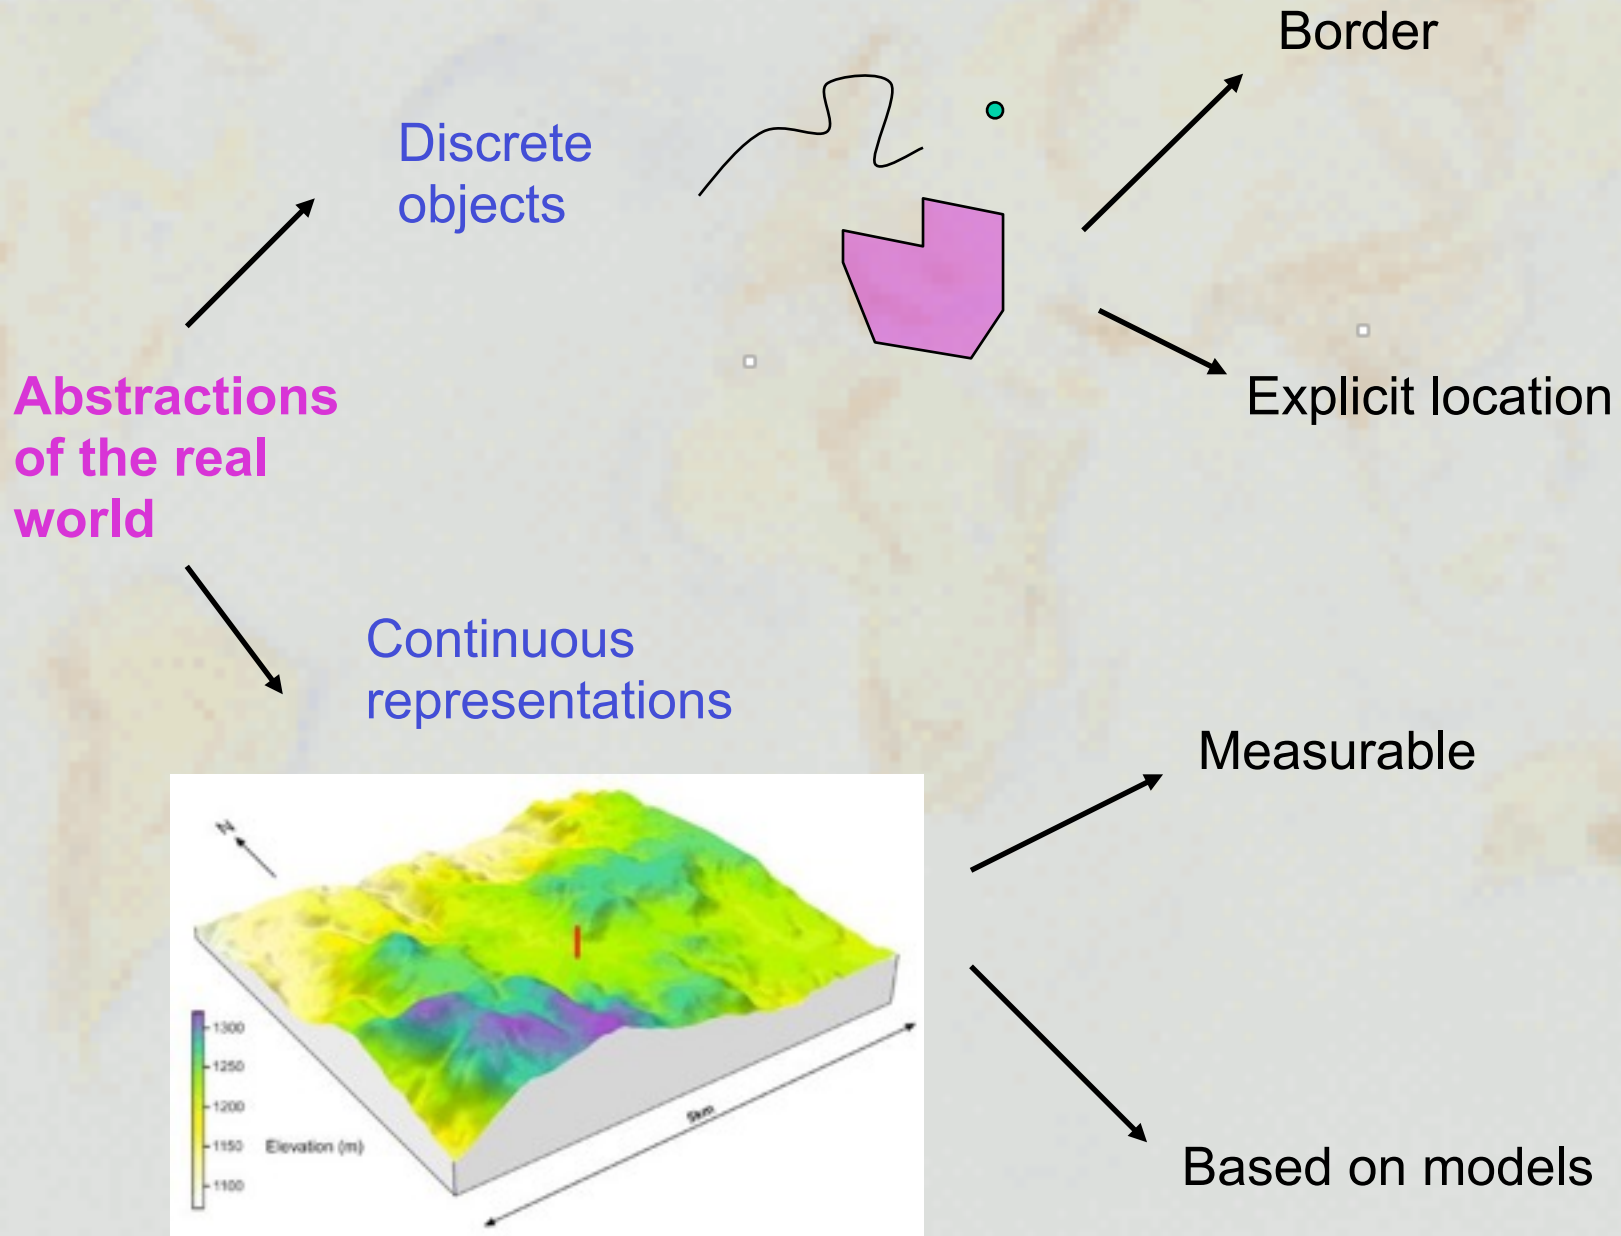 Border
Discrete
objects
Explicit location
Abstractions
of the real
world
Continuous
representations
Measurable
N
1300
1250
1200
1150
1100
Elevation (m)
5km
Based on models